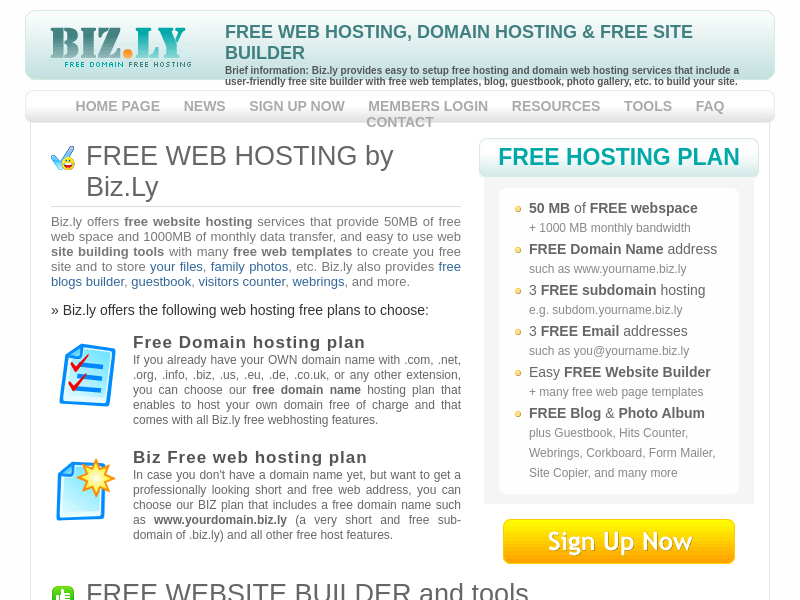 BIZ.LY
FREE DOMAIN FREE HOSTING
FREE WEB HOSTING, DOMAIN HOSTING & FREE SITE
BUILDER
Brief information: Biz.ly provides easy to setup free hosting and domain web hosting services that include a
user-friendly free site builder with free web templates, blog, guestbook, photo gallery, etc. to build your site.
HOME PAGE NEWS SIGN UP NOW MEMBERS LOGIN RESOURCES TOOLS FAQ
CONTACT
FREE WEB HOSTING by
Biz.Ly
Biz.ly offers free website hosting services that provide 50MB of free
web space and 1000MB of monthly data transfer, and easy to use web
site building tools with many free web templates to create you free
site and to store your files, family photos, etc. Biz.ly also provides free
blogs builder, guestbook, visitors counter, webrings, and more.
» Biz.ly offers the following web hosting free plans to choose:
Free Domain hosting plan
If you already have your OWN domain name with .com, .net,
.org, .info, .biz, .us, .eu, .de, .co.uk, or any other extension,
you can choose our free domain name hosting plan that
enables to host your own domain free of charge and that
comes with all Biz.ly free webhosting features.
Biz Free web hosting plan
In case you don't have a domain name yet, but want to get a
professionally looking short and free web address, you can
choose our BIZ plan that includes a free domain name such
as www.yourdomain.biz.ly (a very short and free sub-
domain of .biz.ly) and all other free host features.
FREE WEBSITE BUILDER and tools
FREE HOSTING PLAN
50 MB of FREE webspace
+ 1000 MB monthly bandwidth
FREE Domain Name address
such as www.yourname.biz.ly
3 FREE subdomain hosting
e.g. subdom.yourname.biz.ly
3 FREE Email addresses
such as you@yourname.biz.ly
Easy FREE Website Builder
+ many free web page templates
FREE Blog & Photo Album
plus Guestbook, Hits Counter,
Webrings, Corkboard, Form Mailer,
Site Copier, and many more
Sign Up Now